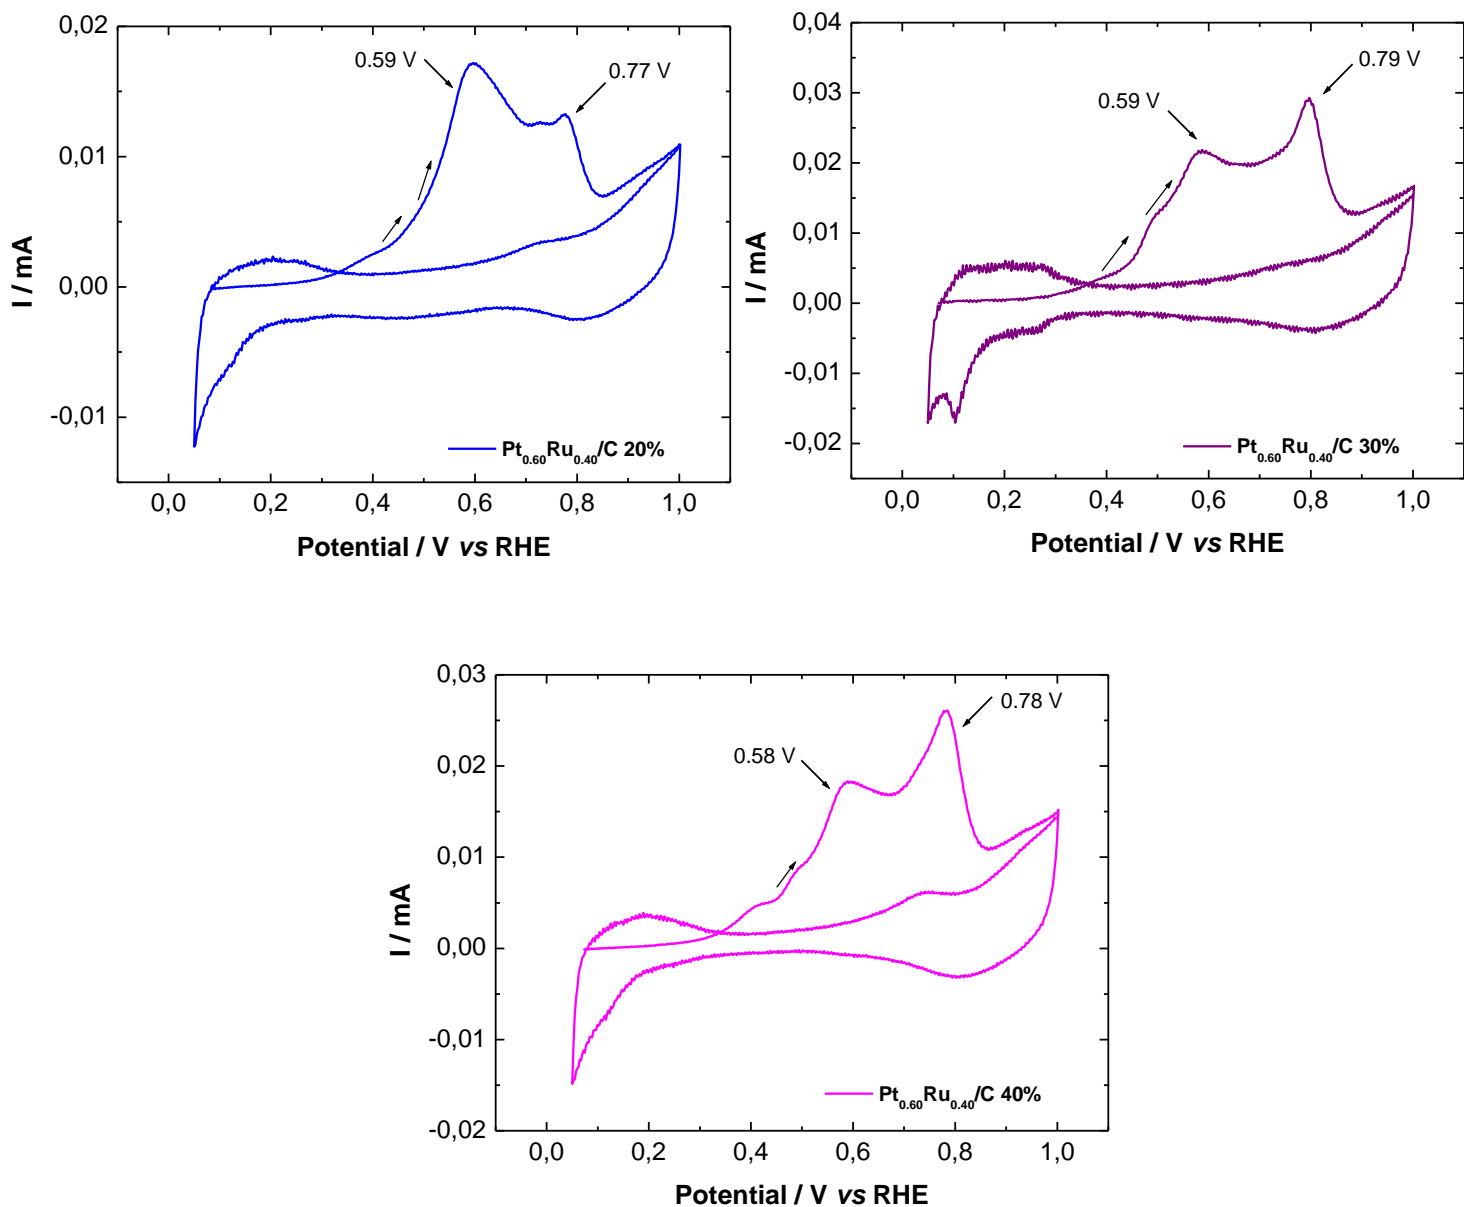 0,02
0,01
0,00
-0,01
I / mA
0,0 0,2 0,4 0,6 0,8 1,0
Potential / V vs RHE
0.59 V
0.77 V
Pt0.60Ru0.40/C 20%
0,04
0,03
0,02
0,01
0,00
-0,01
-0,02
I / mA
0,0 0,2 0,4 0,6 0,8 1,0
Potential / V vs RHE
0.59 V
0.79 V
Pt0.60Ru0.40/C 30%
0,03
0,02
0,01
0,00
-0,01
-0,02
I / mA
0,0 0,2 0,4 0,6 0,8 1,0
Potential / V vs RHE
0.58 V
0.78 V
Pt0.60Ru0.40/C 40%